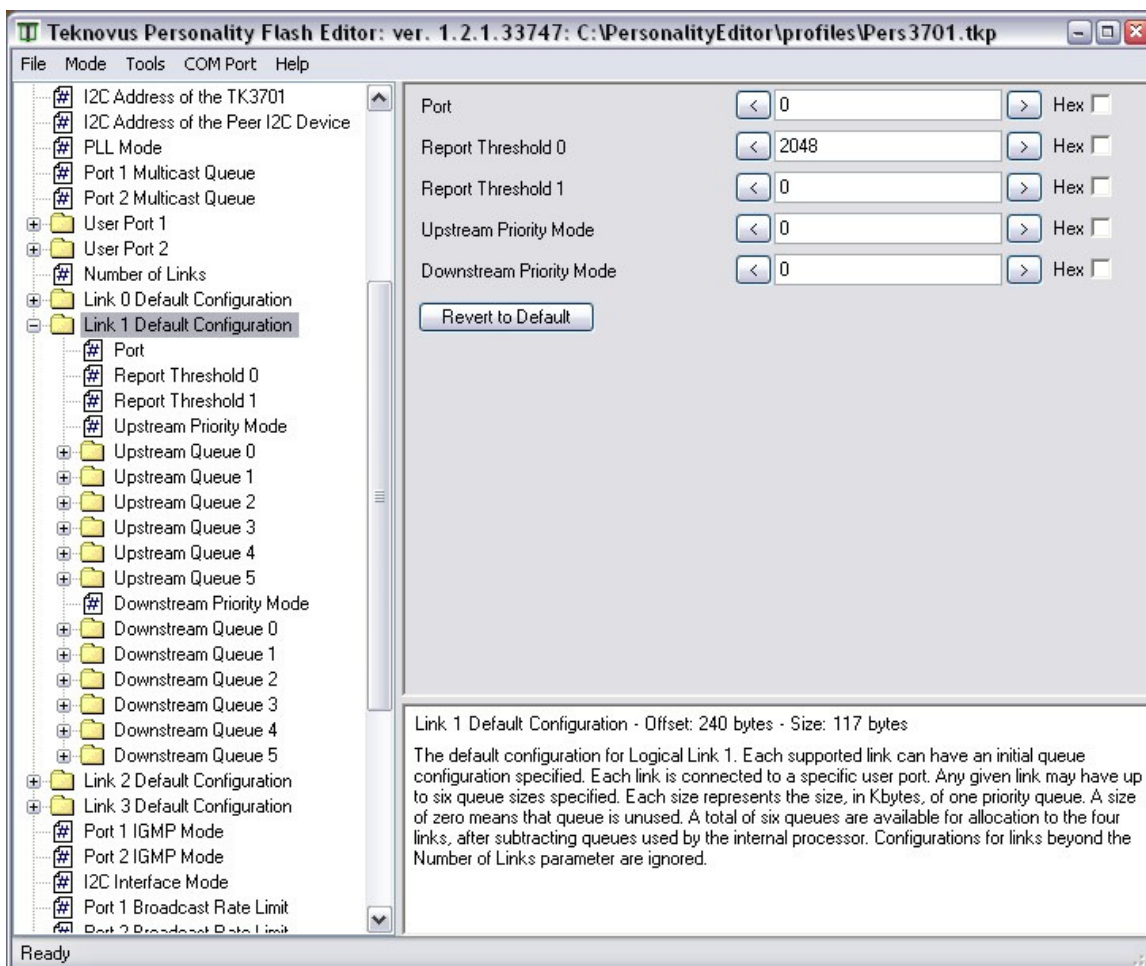 Teknovus Personality Flash Editor: ver. 1.2.1.33747: C:\PersonalityEditor\profiles\Pers3701.tkp
File Mode Tools COM Port Help
I2C Address of the TK3701
I2C Address of the Peer I2C Device
PLL Mode
Port 1 Multicast Queue
Port 2 Multicast Queue
User Port 1
User Port 2
Number of Links
Link 0 Default Configuration
Link 1 Default Configuration
Port
Report Threshold 0
Report Threshold 1
Upstream Priority Mode
Upstream Queue 0
Upstream Queue 1
Upstream Queue 2
Upstream Queue 3
Upstream Queue 4
Upstream Queue 5
Downstream Priority Mode
Downstream Queue 0
Downstream Queue 1
Downstream Queue 2
Downstream Queue 3
Downstream Queue 4
Downstream Queue 5
Link 2 Default Configuration
Link 3 Default Configuration
Port 1 IGMP Mode
Port 2 IGMP Mode
I2C Interface Mode
Port 1 Broadcast Rate Limit
Port 2 Broadcast Rate Limit
Port < 0 > Hex
Report Threshold 0 < 2048 > Hex
Report Threshold 1 < 0 > Hex
Upstream Priority Mode < 0 > Hex
Downstream Priority Mode < 0 > Hex
Revert to Default
Link 1 Default Configuration - Offset: 240 bytes - Size: 117 bytes
The default configuration for Logical Link 1. Each supported link can have an initial queue
configuration specified. Each link is connected to a specific user port. Any given link may have up
to six queue sizes specified. Each size represents the size, in Kbytes, of one priority queue. A size
of zero means that queue is unused. A total of six queues are available for allocation to the four
links, after subtracting queues used by the internal processor. Configurations for links beyond the
Number of Links parameter are ignored.
Ready